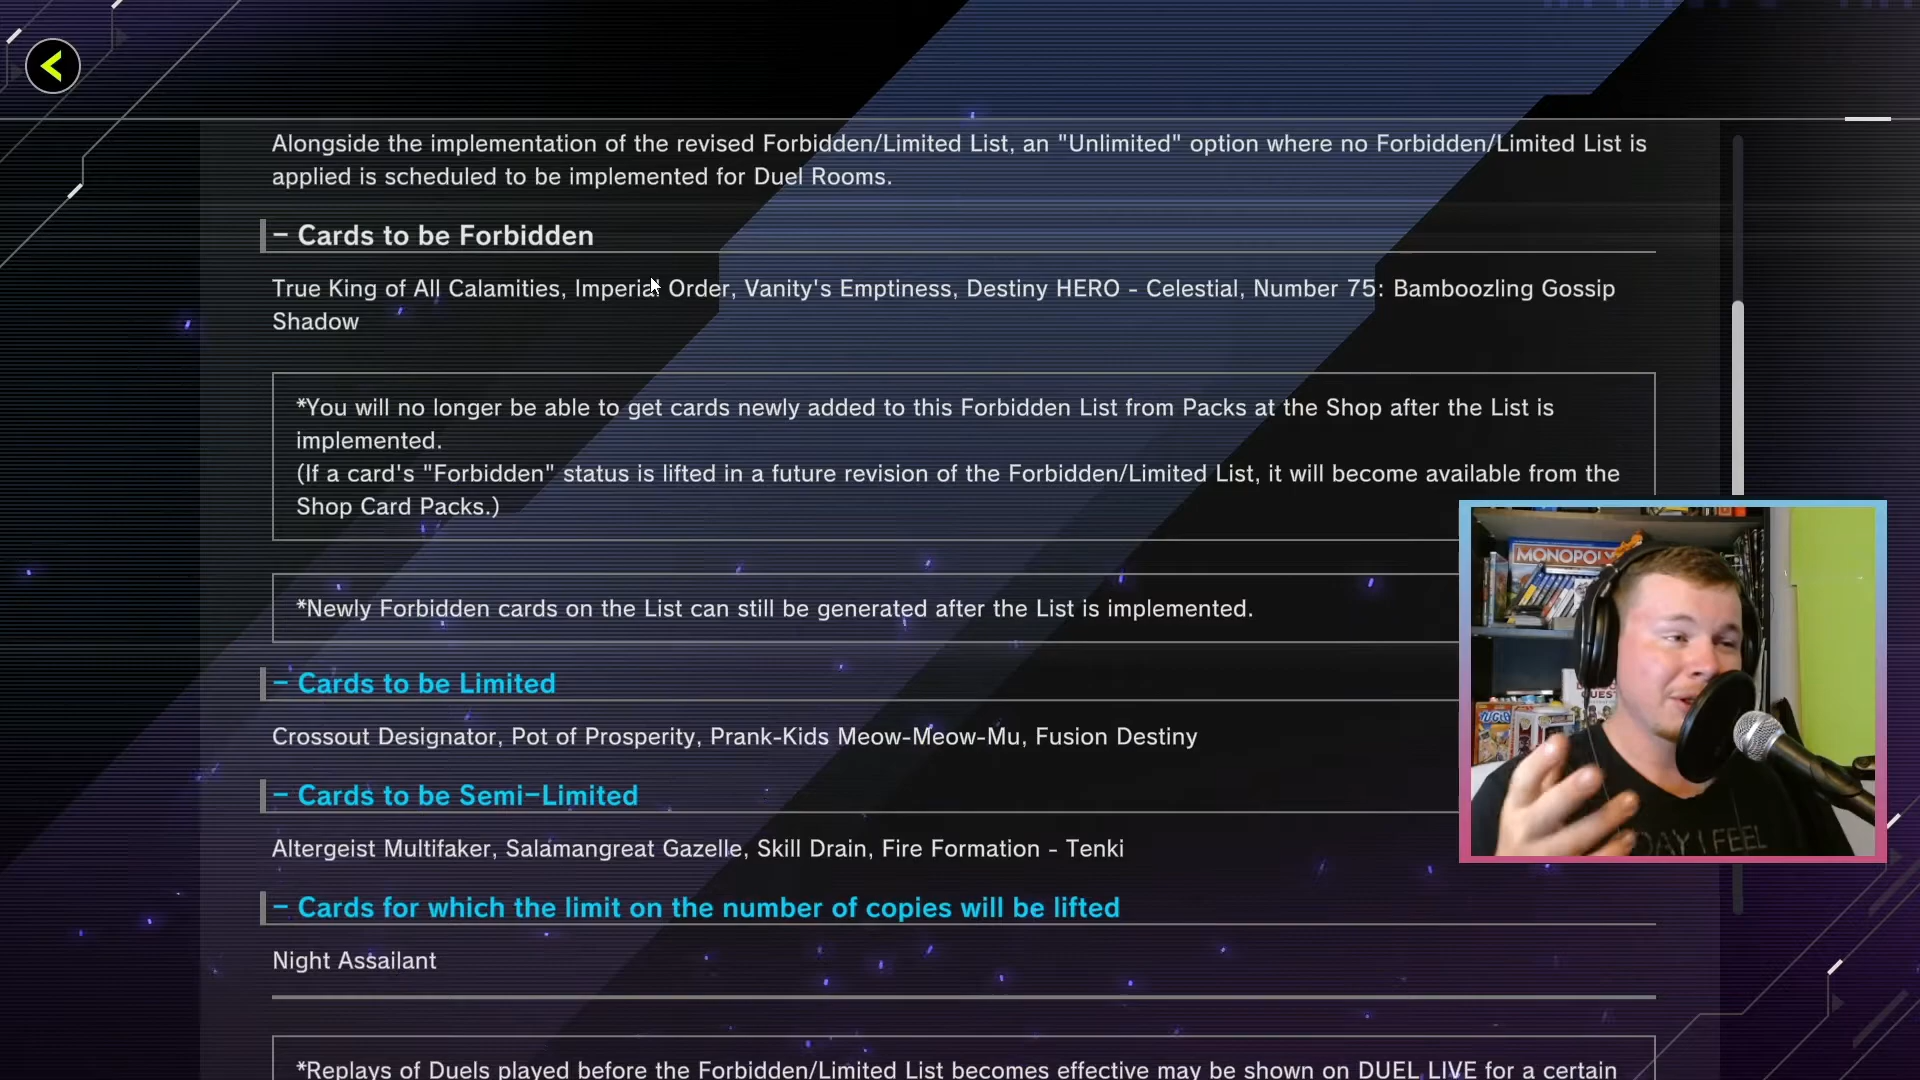 Alongside the implementation of the revised Forbidden/Limited List, an "Unlimited" option where no Forbidden/Limited List is
applied is scheduled to be implemented for Duel Rooms.
– Cards to be Forbidden
True King of All Calamities, Imperial Order, Vanity's Emptiness, Destiny HERO - Celestial, Number 75: Bamboozling Gossip
Shadow
*You will no longer be able to get cards newly added to this Forbidden List from Packs at the Shop after the List is
implemented.
(If a card's "Forbidden" status is lifted in a future revision of the Forbidden/Limited List, it will become available from the
Shop Card Packs.)
*Newly Forbidden cards on the List can still be generated after the List is implemented.
– Cards to be Limited
Crossout Designator, Pot of Prosperity, Prank-Kids Meow-Meow-Mu, Fusion Destiny
– Cards to be Semi-Limited
Altergeist Multifaker, Salamangreat Gazelle, Skill Drain, Fire Formation - Tenki
– Cards for which the limit on the number of copies will be lifted
Night Assailant
*Replays of Duels played before the Forbidden/Limited List becomes effective may be shown on DUEL LIVE for a certain
MONOPOLY
QUEST
DAY I FEEL